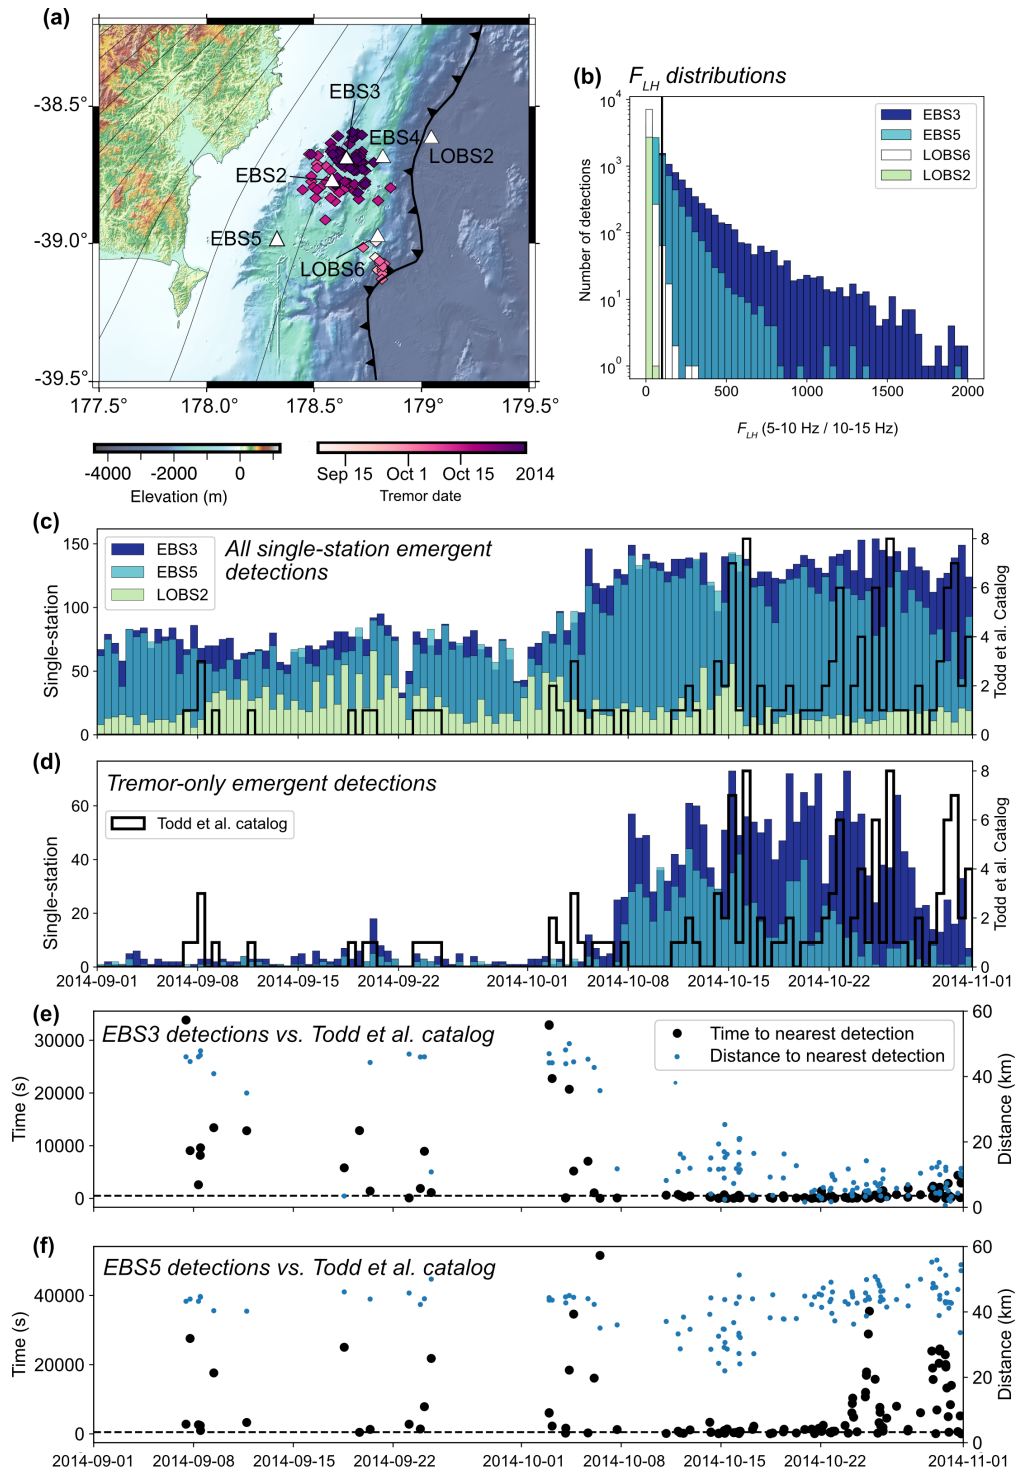 (a)
EBS3
EBS4
LOBS2
EBS2
EBS5
LOBS6
-38.5°
-39.0°
-39.5°
177.5°
178.0°
178.5°
179°
179.5°
-4000
-2000
0
Elevation (m)
Sep 15
Oct 1
Oct 15
2014
Tremor date
(b)
F_LH distributions
EBS3
EBS5
LOBS6
LOBS2
Number of detections
10^4
10^3
10^2
10^1
10^0
0
500
1000
1500
2000
F_LH (5-10 Hz / 10-15 Hz)
(c)
All single-station emergent
detections
EBS3
EBS5
LOBS2
Single-station
150
100
50
0
Todd et al. Catalog
8
6
4
2
0
(d)
Tremor-only emergent detections
Todd et al. catalog
Single-station
60
40
20
0
Todd et al. Catalog
8
6
4
2
0
2014-09-01
2014-09-08
2014-09-15
2014-09-22
2014-10-01
2014-10-08
2014-10-15
2014-10-22
2014-11-01
(e)
EBS3 detections vs. Todd et al. catalog
Time to nearest detection
Distance to nearest detection
Time (s)
30000
20000
10000
0
Distance (km)
60
40
20
0
(f)
EBS5 detections vs. Todd et al. catalog
Time (s)
40000
20000
0
Distance (km)
60
40
20
0
2014-09-01
2014-09-08
2014-09-15
2014-09-22
2014-10-01
2014-10-08
2014-10-15
2014-10-22
2014-11-01